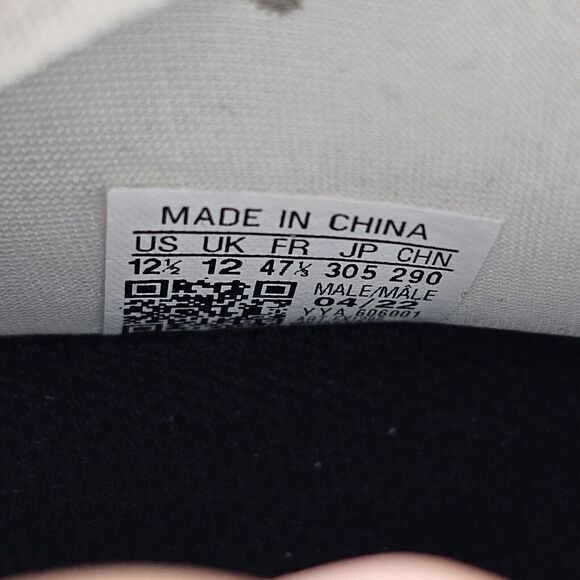 MADE IN CHINA
US UK FR JP CHN
12½ 12 47⅓ 305 290
MALE/MÂLE
04/22
YYA 606001